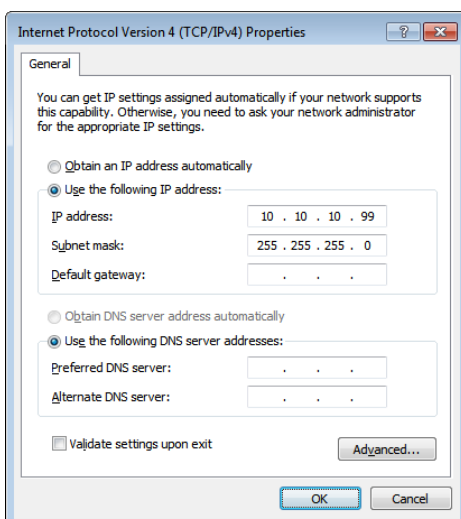 Internet Protocol Version 4 (TCP/IPv4) Properties
General
You can get IP settings assigned automatically if your network supports
this capability. Otherwise, you need to ask your network administrator
for the appropriate IP settings.
Obtain an IP address automatically
Use the following IP address:
IP address: 10 . 10 . 10 . 99
Subnet mask: 255 . 255 . 255 . 0
Default gateway: . . .
Obtain DNS server address automatically
Use the following DNS server addresses:
Preferred DNS server: . . .
Alternate DNS server: . . .
Validate settings upon exit
Advanced...
OK Cancel